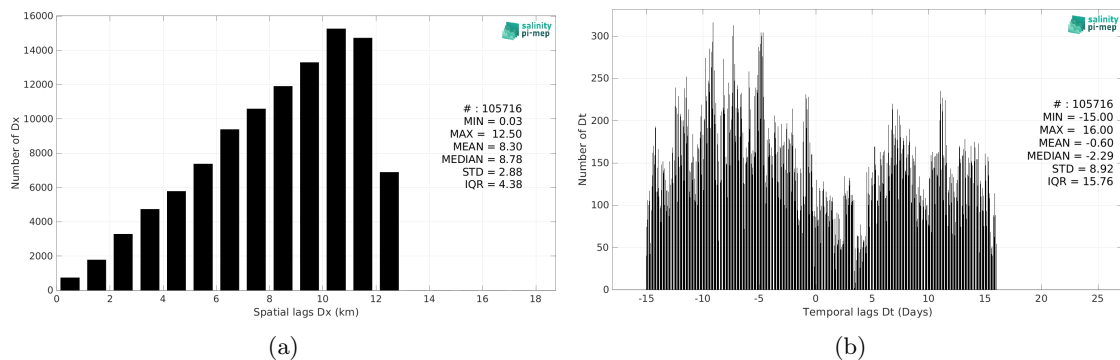 16000
14000
12000
10000
8000
6000
4000
2000
0
Number of Dx
0 2 4 6 8 10 12 14 16 18
Spatial lags Dx (km)
salinity
pi-mep
# : 105716
MIN = 0.03
MAX = 12.50
MEAN = 8.30
MEDIAN = 8.78
STD = 2.88
IQR = 4.38
(a)
300
250
200
150
100
50
0
Number of Dt
-15 -10 -5 0 5 10 15 20 25
Temporal lags Dt (Days)
salinity
pi-mep
# : 105716
MIN = -15.00
MAX = 16.00
MEAN = -0.60
MEDIAN = -2.29
STD = 8.92
IQR = 15.76
(b)